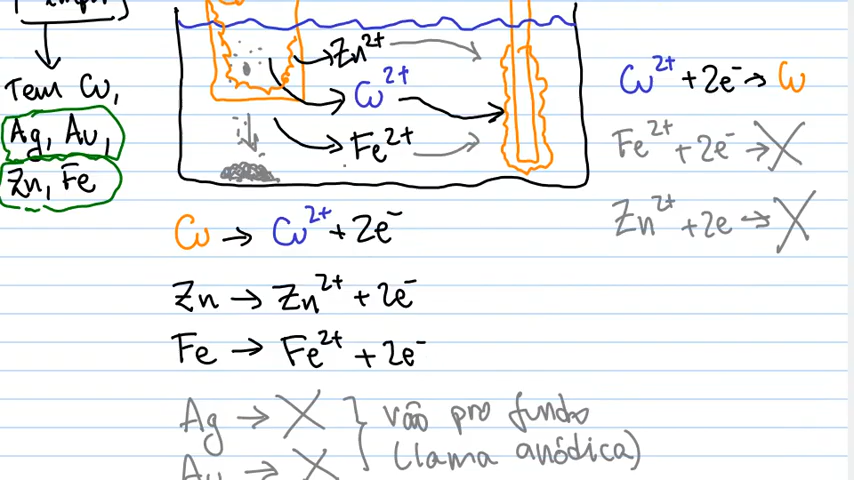 Tem Cu,
Ag, Au,
Zn, Fe
Zn²⁺
Cu²⁺
Fe²⁺
Cu²⁺ + 2e⁻ → Cu
Fe²⁺ + 2e⁻ → X
Zn²⁺ + 2e → X
Cu → Cu²⁺ + 2e⁻
Zn → Zn²⁺ + 2e⁻
Fe → Fe²⁺ + 2e⁻
Ag → X } vão pro fundo
Au → X (lama anódica)